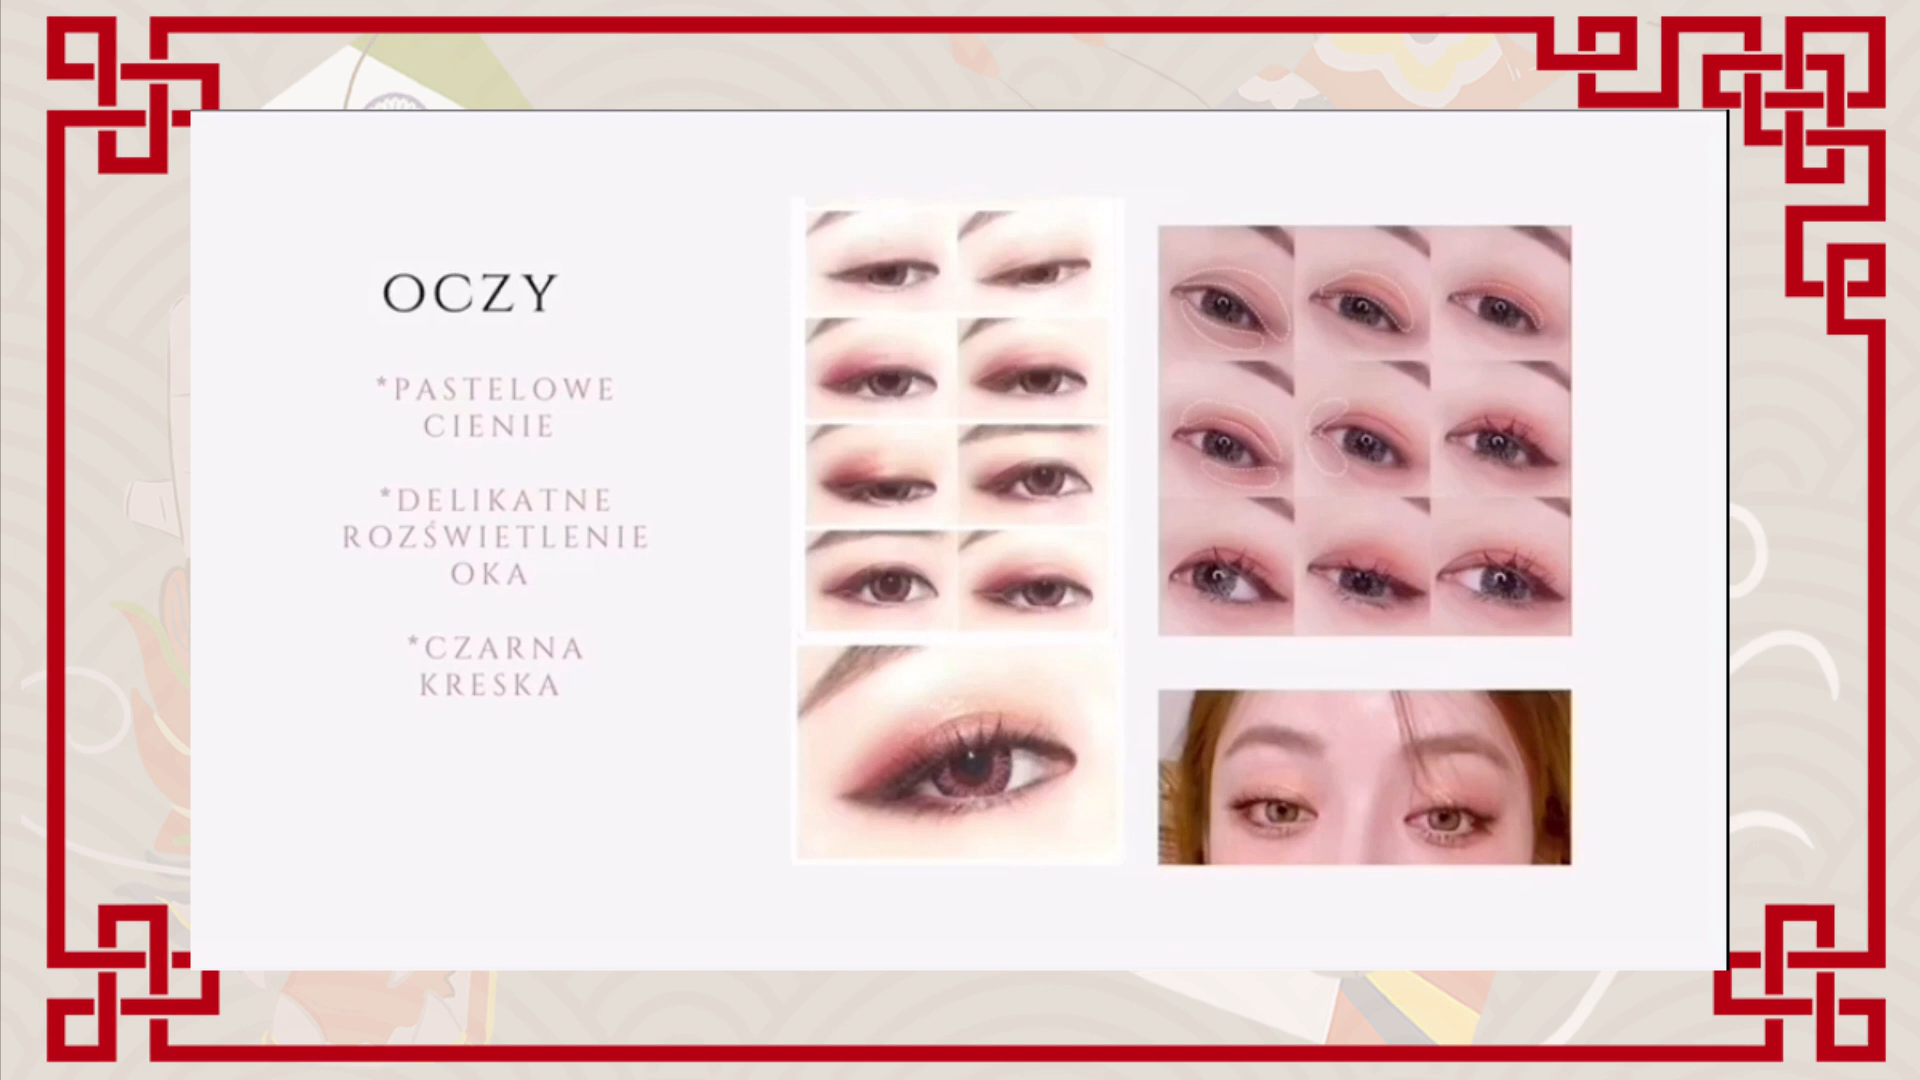 OCZY
*PASTELOWE
CIENIE
*DELIKATNE
ROZŚWIETLENIE
OKA
*CZARNA
KRESKA